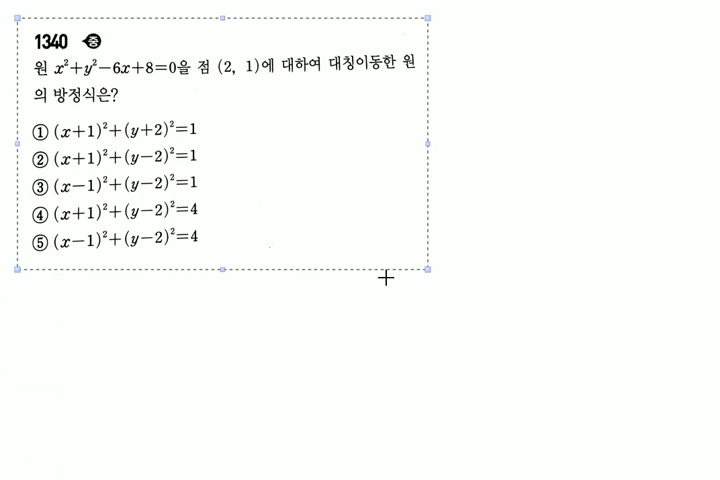 1340 중
원 x²+y²-6x+8=0을 점 (2, 1)에 대하여 대칭이동한 원
의 방정식은?
① (x+1)²+(y+2)²=1
② (x+1)²+(y-2)²=1
③ (x-1)²+(y-2)²=1
④ (x+1)²+(y-2)²=4
⑤ (x-1)²+(y-2)²=4